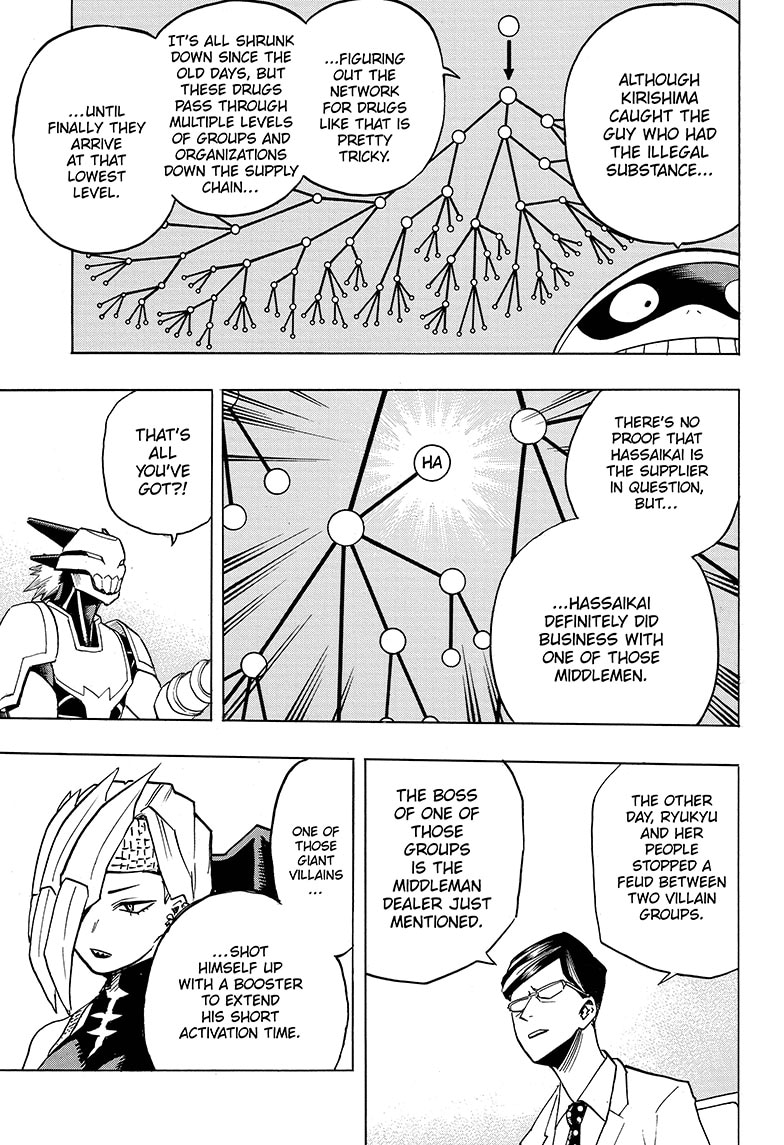 ALTHOUGH
KIRISHIMA
CAUGHT THE
GUY WHO HAD
THE ILLEGAL
SUBSTANCE...
...FIGURING
OUT THE
NETWORK
FOR DRUGS
LIKE THAT IS
PRETTY
TRICKY.
IT'S ALL SHRUNK
DOWN SINCE THE
OLD DAYS, BUT
THESE DRUGS
PASS THROUGH
MULTIPLE LEVELS
OF GROUPS AND
ORGANIZATIONS
DOWN THE SUPPLY
CHAIN...
...UNTIL
FINALLY THEY
ARRIVE
AT THAT
LOWEST
LEVEL.
THERE'S NO
PROOF THAT
HASSAIKAI IS
THE SUPPLIER
IN QUESTION,
BUT...
HA
...HASSAIKAI
DEFINITELY DID
BUSINESS WITH
ONE OF THOSE
MIDDLEMEN.
THAT'S
ALL
YOU'VE
GOT?!
THE OTHER
DAY, RYUKYU
AND HER
PEOPLE
STOPPED A
FEUD BETWEEN
TWO VILLAIN
GROUPS.
THE BOSS
OF ONE OF
THOSE
GROUPS
IS THE
MIDDLEMAN
DEALER JUST
MENTIONED.
ONE OF
THOSE
GIANT
VILLAINS
...
...SHOT
HIMSELF UP
WITH A BOOSTER
TO EXTEND
HIS SHORT
ACTIVATION TIME.